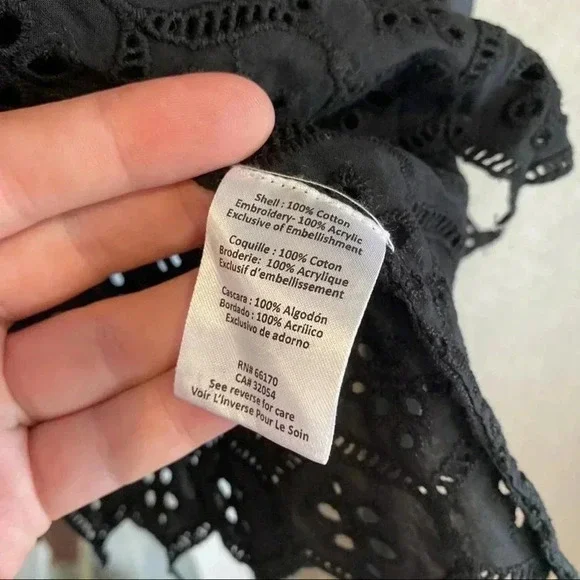 Shell : 100% Cotton
Embroidery- 100% Acrylic
Exclusive of Embellishment
Coquille : 100% Coton
Broderie: 100% Acrylique
Exclusif d'embellissement
Cascara : 100% Algodón
Bordado : 100% Acrílico
Exclusivo de adorno
RN# 66170
CA# 32054
See reverse for care
Voir L'Inverse Pour Le Soin